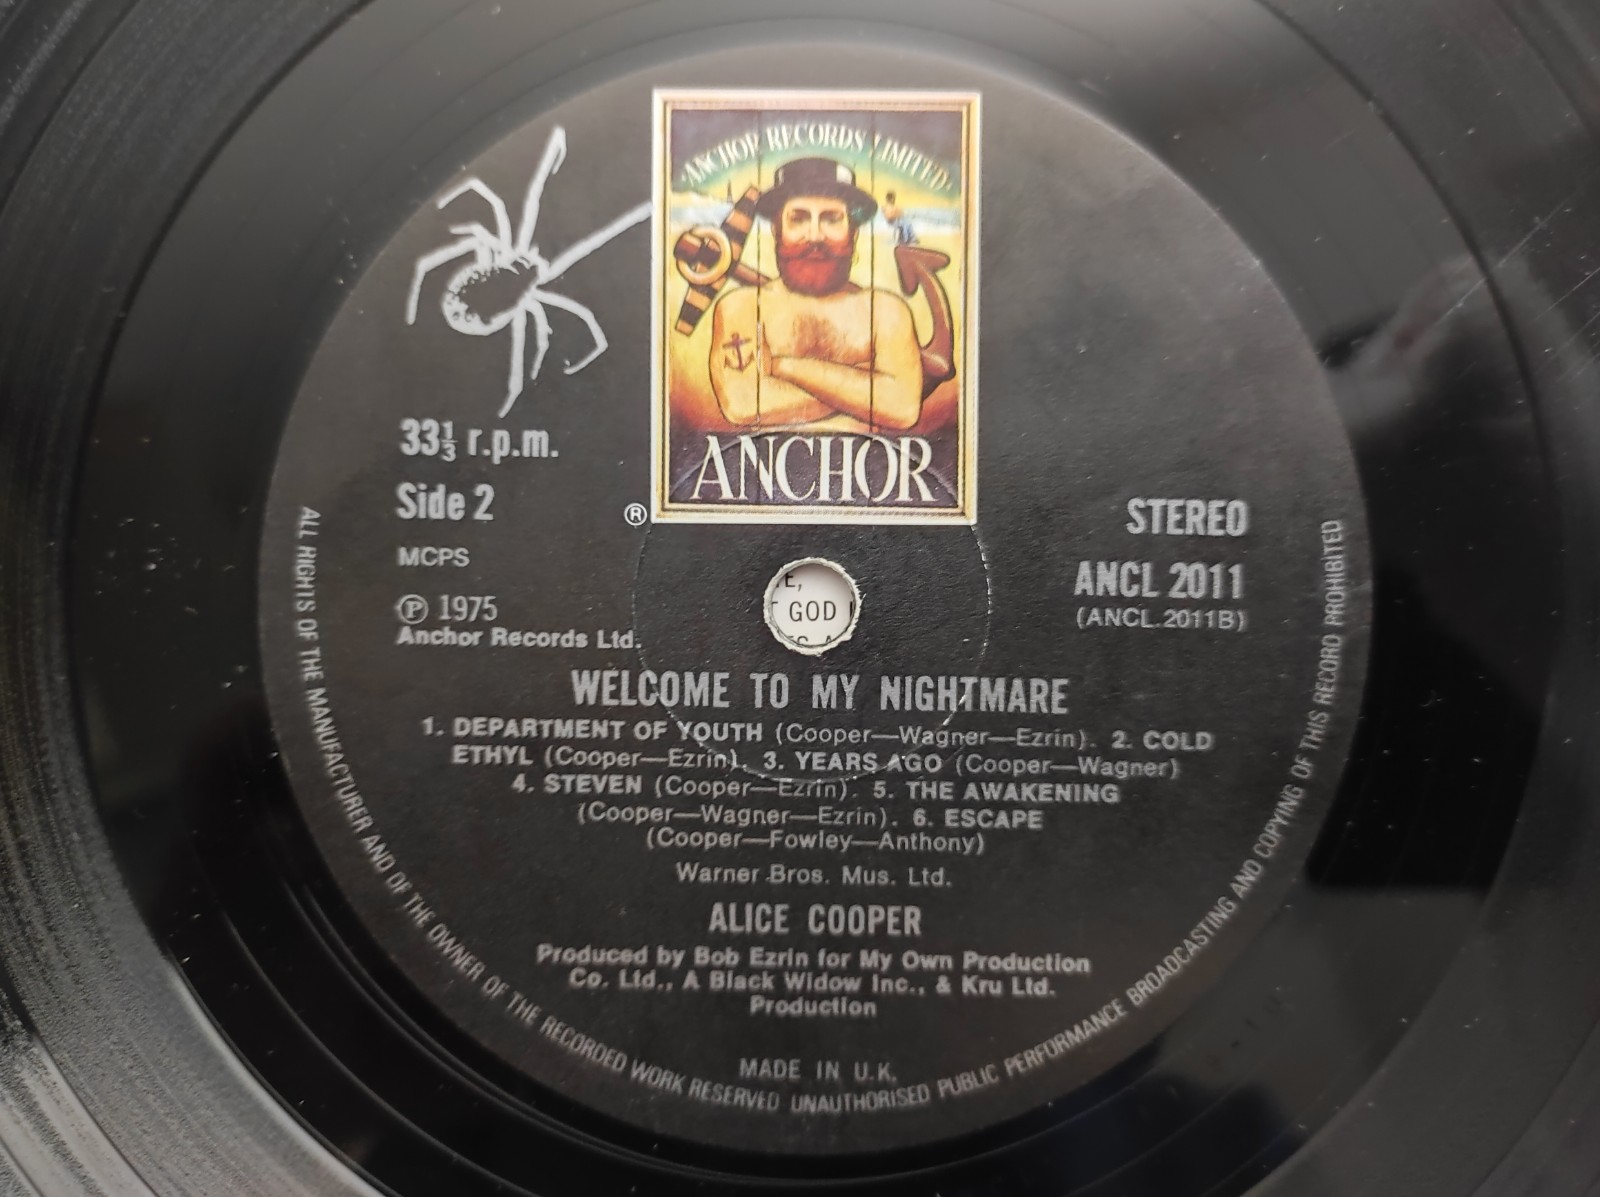 ANCHOR RECORDS LIMITED
ANCHOR
®
33⅓ r.p.m.
Side 2
MCPS
℗ 1975
Anchor Records Ltd.
STEREO
ANCL 2011
(ANCL.2011B)
E,
GOD
WELCOME TO MY NIGHTMARE
1. DEPARTMENT OF YOUTH (Cooper—Wagner—Ezrin). 2. COLD
ETHYL (Cooper—Ezrin). 3. YEARS AGO (Cooper—Wagner)
4. STEVEN (Cooper—Ezrin). 5. THE AWAKENING
(Cooper—Wagner—Ezrin). 6. ESCAPE
(Cooper—Fowley—Anthony)
Warner Bros. Mus. Ltd.
ALICE COOPER
Produced by Bob Ezrin for My Own Production
Co. Ltd., A Black Widow Inc., & Kru Ltd.
Production
MADE IN U.K.
ALL RIGHTS OF THE MANUFACTURER AND OF THE OWNER OF THE RECORDED WORK RESERVED UNAUTHORISED PUBLIC PERFORMANCE BROADCASTING AND COPYING OF THIS RECORD PROHIBITED